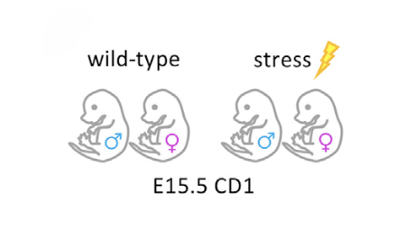 wild-type stress
♂ ♀ ♂ ♀
E15.5 CD1